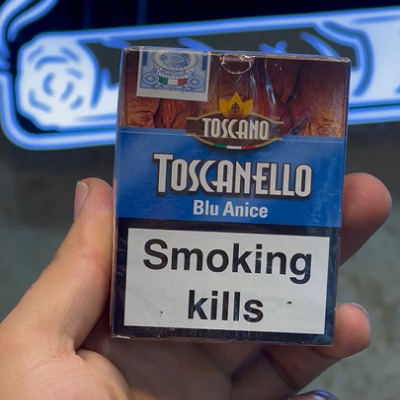 TOSCANO
TOSCANELLO
Blu Anice
Smoking
kills